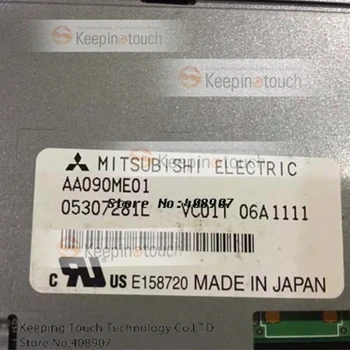 Keepinatouch
Keepinatouch
MITSUBISHI ELECTRIC
AA090ME01
Store No:408907
05307281E VC01T 06A1111
Keepinatouch
C US E158720 MADE IN JAPAN
Keeping Touch Technology Co.LTD
Store No:408907